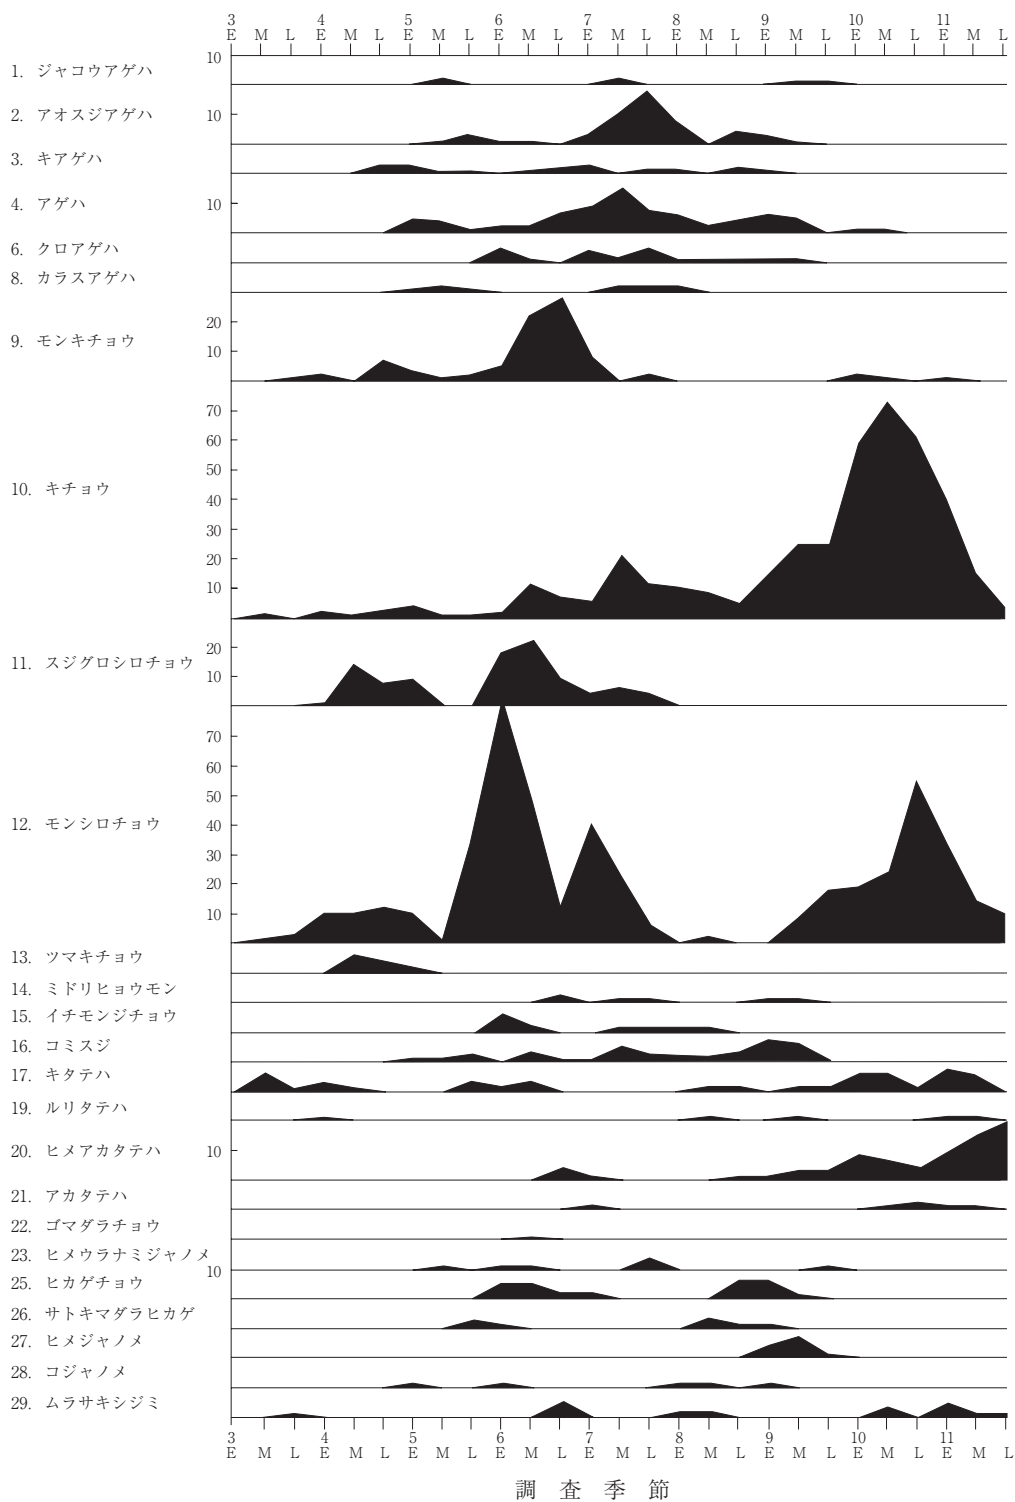 3 4 5 6 7 8 9 10 11
E M L E M L E M L E M L E M L E M L E M L E M L E M L
10
1. ジャコウアゲハ
2. アオスジアゲハ 10
3. キアゲハ
4. アゲハ 10
6. クロアゲハ
8. カラスアゲハ
20
9. モンキチョウ
10
70
60
50
10. キチョウ
40
30
20
10
20
11. スジグロシロチョウ
10
70
60
50
12. モンシロチョウ
40
30
20
10
13. ツマキチョウ
14. ミドリヒョウモン
15. イチモンジチョウ
16. コミスジ
17. キタテハ
19. ルリタテハ
20. ヒメアカタテハ 10
21. アカタテハ
22. ゴマダラチョウ
23. ヒメウラナミジャノメ
10
25. ヒカゲチョウ
26. サトキマダラヒカゲ
27. ヒメジャノメ
28. コジャノメ
29. ムラサキシジミ
3 4 5 6 7 8 9 10 11
E M L E M L E M L E M L E M L E M L E M L E M L E M L
調査季節